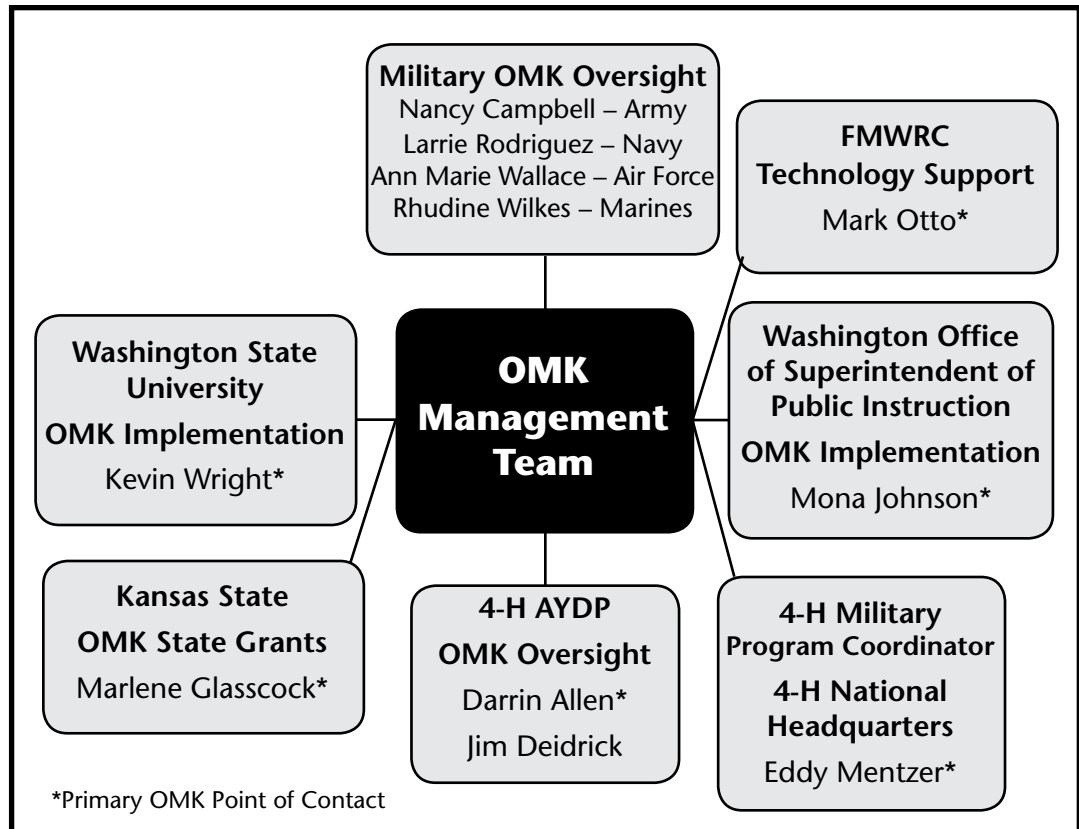 Military OMK Oversight
Nancy Campbell – Army
Larrie Rodriguez – Navy
Ann Marie Wallace – Air Force
Rhudine Wilkes – Marines
FMWRC
Technology Support
Mark Otto*
Washington State
University
OMK Implementation
Kevin Wright*
OMK
Management
Team
Washington Office
of Superintendent of
Public Instruction
OMK Implementation
Mona Johnson*
Kansas State
OMK State Grants
Marlene Glasscock*
4-H AYDP
OMK Oversight
Darrin Allen*
Jim Deidrick
4-H Military
Program Coordinator
4-H National
Headquarters
Eddy Mentzer*
*Primary OMK Point of Contact